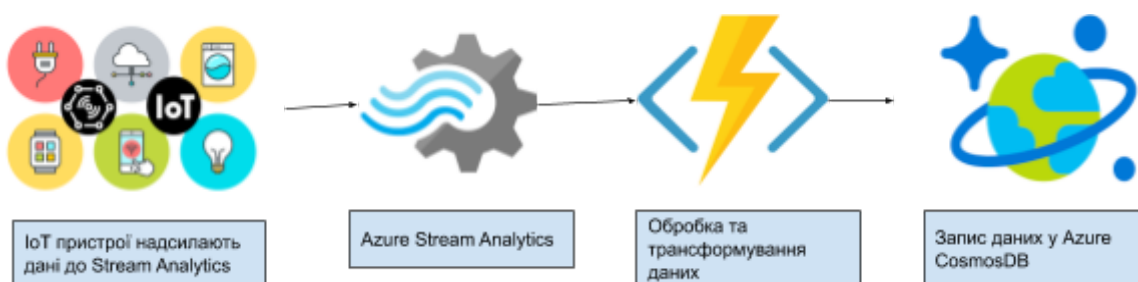 IoT
IoT пристрої надсилають
дані до Stream Analytics
Azure Stream Analytics
Обробка та
трансформування
даних
Запис даних у Azure
CosmosDB